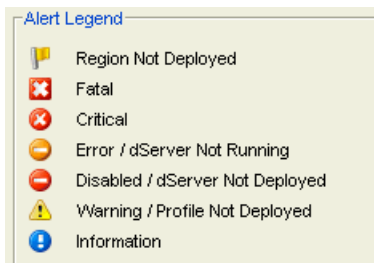 Alert Legend
Region Not Deployed
Fatal
Critical
Error / dServer Not Running
Disabled / dServer Not Deployed
Warning / Profile Not Deployed
Information